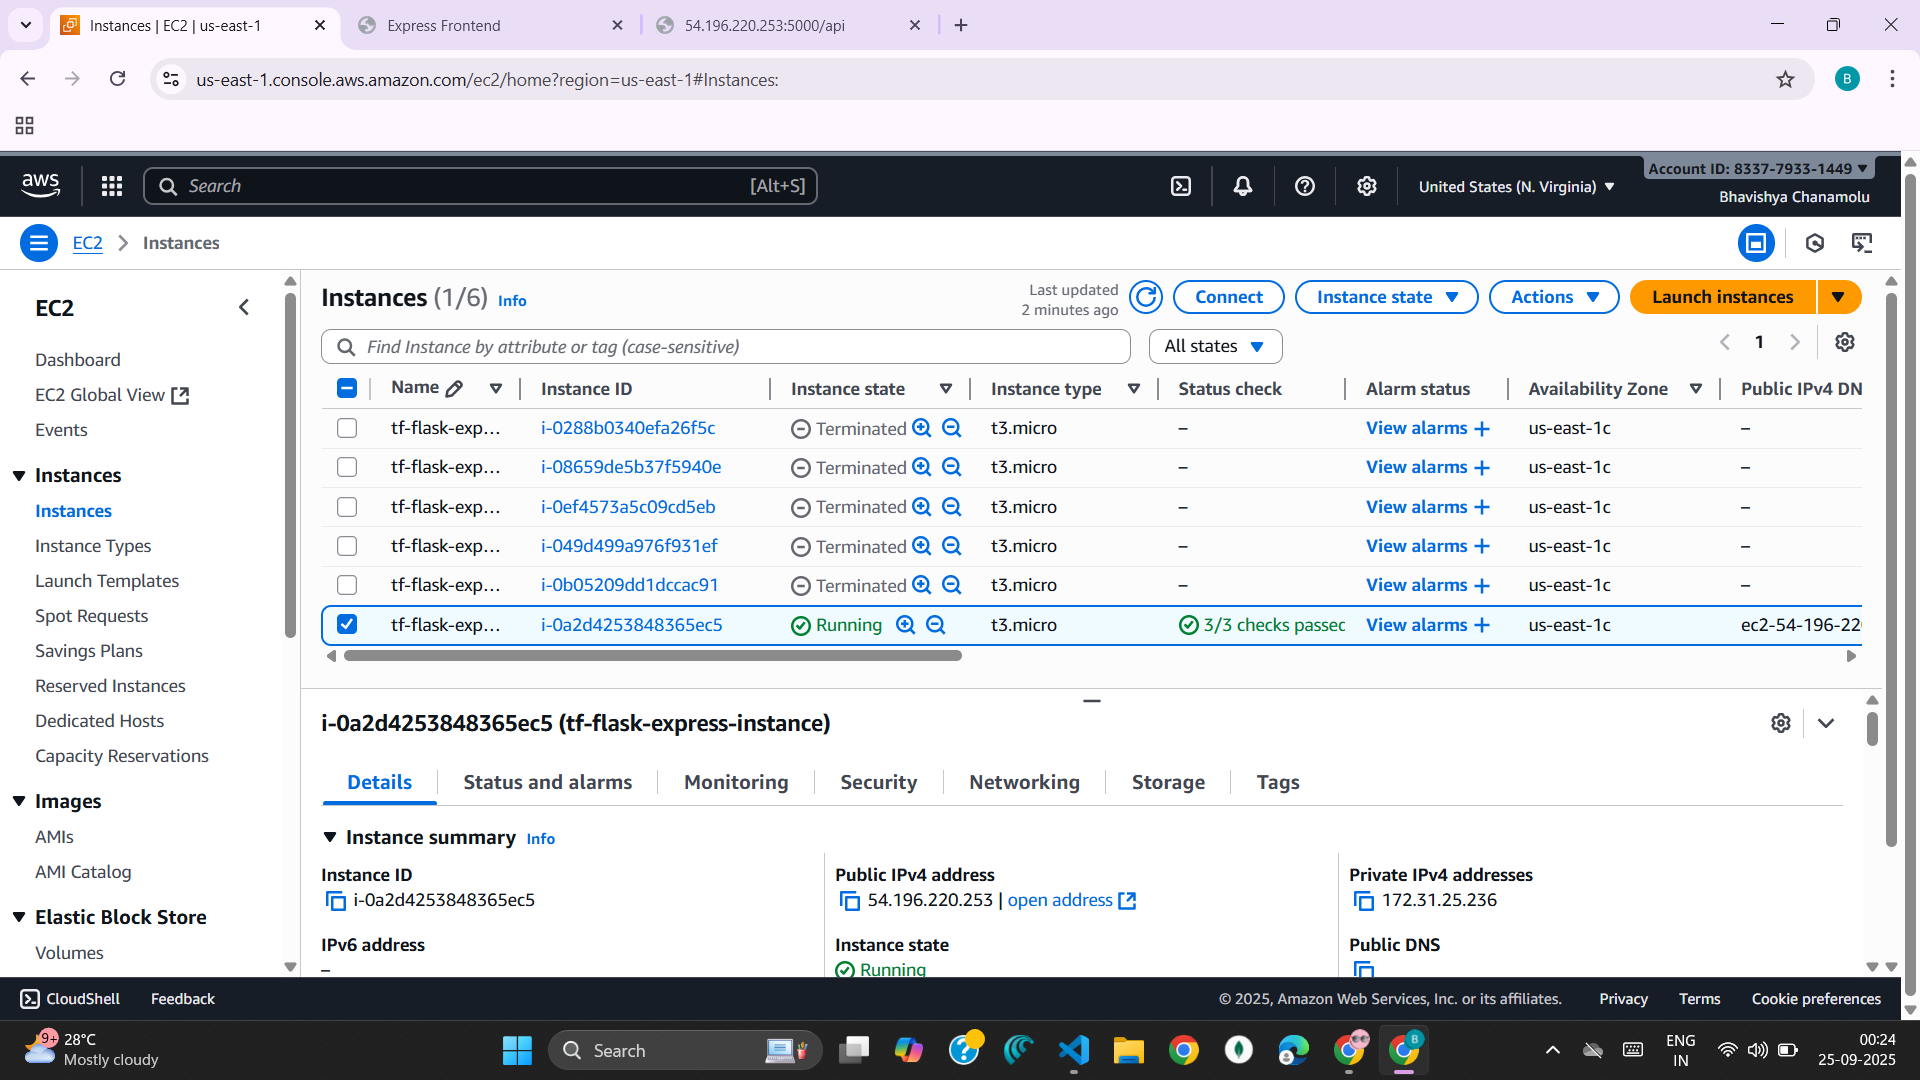 Instances | EC2 | us-east-1
Express Frontend
54.196.220.253:5000/api
us-east-1.console.aws.amazon.com/ec2/home?region=us-east-1#Instances:
B
aws
Search
[Alt+S]
United States (N. Virginia)
Account ID: 8337-7933-1449
Bhavishya Chanamolu
EC2
Instances
EC2
Dashboard
EC2 Global View
Events
Instances
Instances
Instance Types
Launch Templates
Spot Requests
Savings Plans
Reserved Instances
Dedicated Hosts
Capacity Reservations
Images
AMIs
AMI Catalog
Elastic Block Store
Volumes
Instances (1/6) Info
Last updated
2 minutes ago
Connect
Instance state
Actions
Launch instances
Find Instance by attribute or tag (case-sensitive)
All states
1
Name Instance ID Instance state Instance type Status check Alarm status Availability Zone Public IPv4 DN
tf-flask-exp… i-0288b0340efa26f5c Terminated t3.micro – View alarms + us-east-1c –
tf-flask-exp… i-08659de5b37f5940e Terminated t3.micro – View alarms + us-east-1c –
tf-flask-exp… i-0ef4573a5c09cd5eb Terminated t3.micro – View alarms + us-east-1c –
tf-flask-exp… i-049d499a976f931ef Terminated t3.micro – View alarms + us-east-1c –
tf-flask-exp… i-0b05209dd1dccac91 Terminated t3.micro – View alarms + us-east-1c –
tf-flask-exp… i-0a2d4253848365ec5 Running t3.micro 3/3 checks passec View alarms + us-east-1c ec2-54-196-22
i-0a2d4253848365ec5 (tf-flask-express-instance)
Details
Status and alarms
Monitoring
Security
Networking
Storage
Tags
Instance summary Info
Instance ID
i-0a2d4253848365ec5
Public IPv4 address
54.196.220.253 | open address
Private IPv4 addresses
172.31.25.236
IPv6 address
–
Instance state
Running
Public DNS
CloudShell
Feedback
© 2025, Amazon Web Services, Inc. or its affiliates.
Privacy
Terms
Cookie preferences
9+
28°C
Mostly cloudy
Search
B
ENG
IN
00:24
25-09-2025